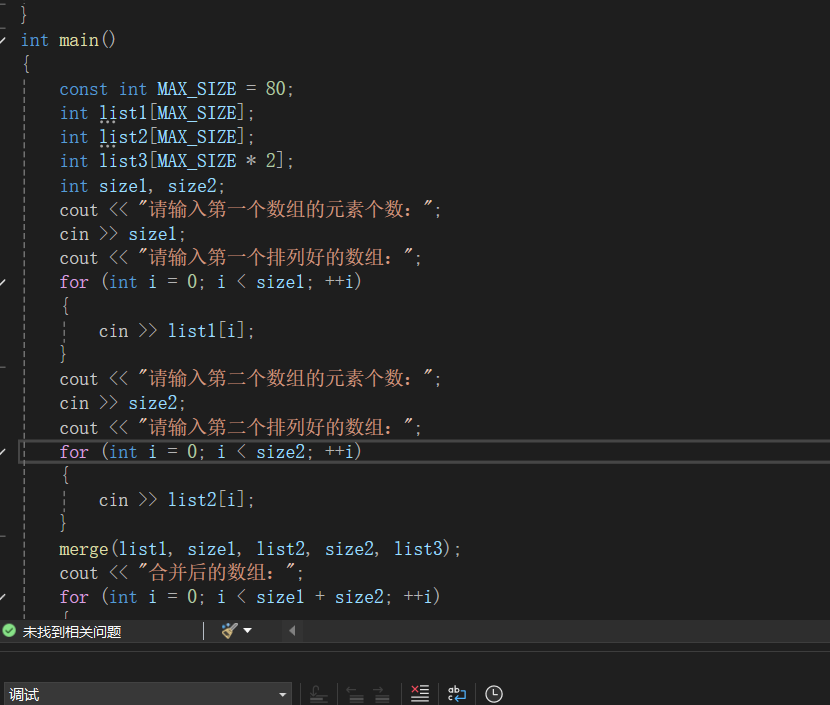 }
int main()
{
const int MAX_SIZE = 80;
int list1[MAX_SIZE];
int list2[MAX_SIZE];
int list3[MAX_SIZE * 2];
int size1, size2;
cout << "请输入第一个数组的元素个数：";
cin >> size1;
cout << "请输入第一个排列好的数组：";
for (int i = 0; i < size1; ++i)
{
cin >> list1[i];
}
cout << "请输入第二个数组的元素个数：";
cin >> size2;
cout << "请输入第二个排列好的数组：";
for (int i = 0; i < size2; ++i)
{
cin >> list2[i];
}
merge(list1, size1, list2, size2, list3);
cout << "合并后的数组：";
for (int i = 0; i < size1 + size2; ++i)
{
未找到相关问题
调试